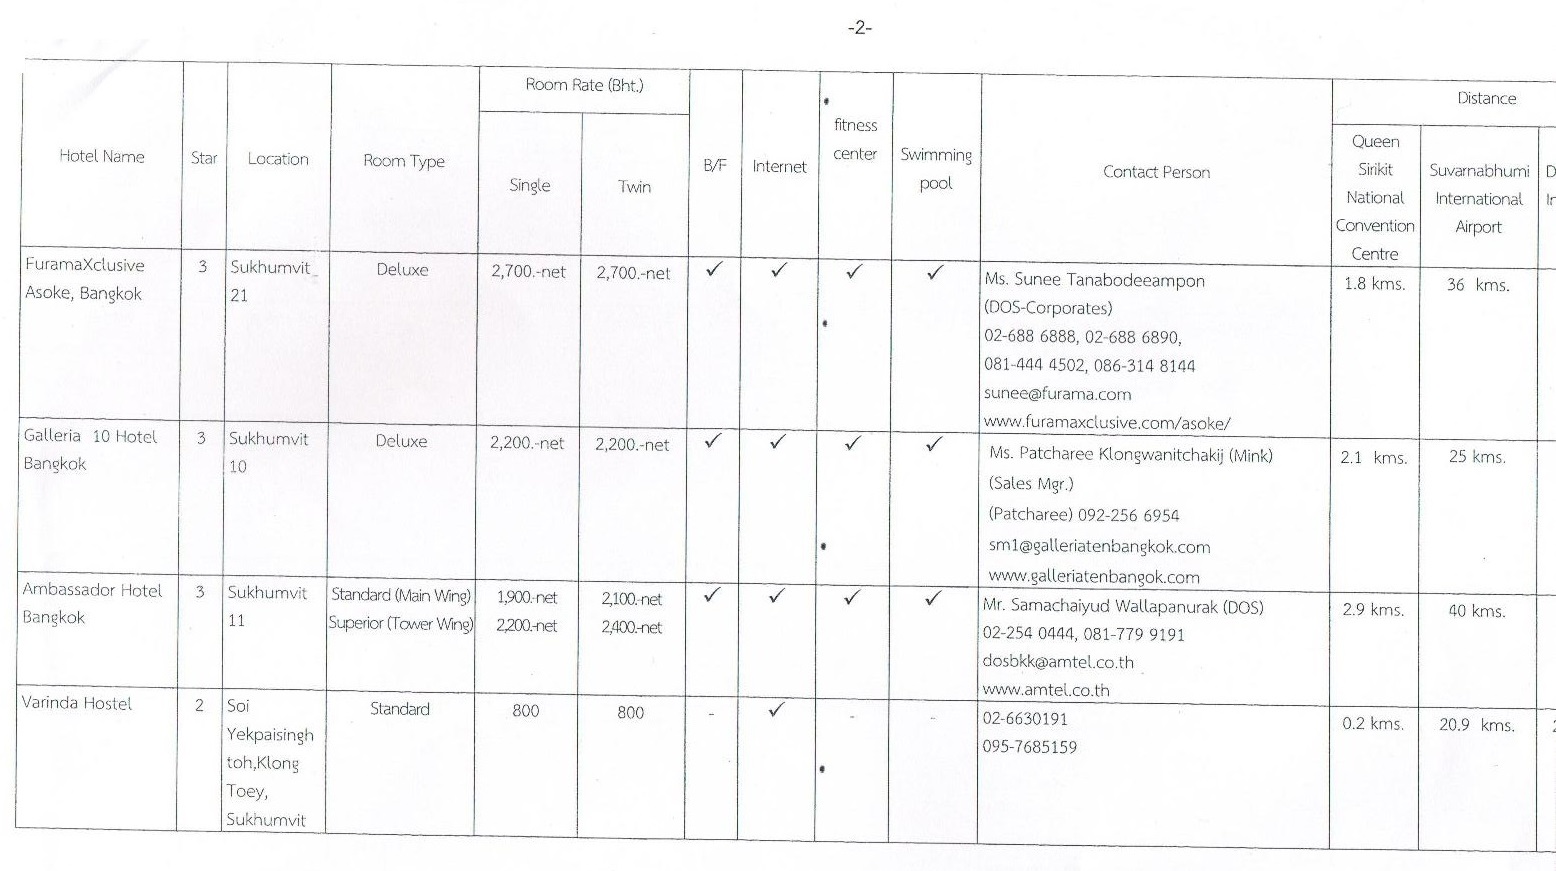 -2-
Hotel Name
Star
Location
Room Type
Room Rate (Bht.)
Single
Twin
B/F
Internet
fitness
center
Swimming
pool
Contact Person
Distance
Queen
Sirikit
National
Convention
Centre
Suvarnabhumi
International
Airport
D
In
FuramaXclusive
Asoke, Bangkok
3
Sukhumvit
21
Deluxe
2,700.-net
2,700.-net
✓
✓
✓
✓
Ms. Sunee Tanabodeeampon
(DOS-Corporates)
02-688 6888, 02-688 6890,
081-444 4502, 086-314 8144
sunee@furama.com
www.furamaxclusive.com/asoke/
1.8 kms.
36 kms.
Galleria 10 Hotel
Bangkok
3
Sukhumvit
10
Deluxe
2,200.-net
2,200.-net
✓
✓
✓
✓
Ms. Patcharee Klongwanitchakij (Mink)
(Sales Mgr.)
(Patcharee) 092-256 6954
sm1@galleriatenbangkok.com
www.galleriatenbangok.com
2.1 kms.
25 kms.
Ambassador Hotel
Bangkok
3
Sukhumvit
11
Standard (Main Wing)
Superior (Tower Wing)
1,900.-net
2,200.-net
2,100.-net
2,400.-net
✓
✓
✓
✓
Mr. Samachaiyud Wallapanurak (DOS)
02-254 0444, 081-779 9191
dosbkk@amtel.co.th
www.amtel.co.th
2.9 kms.
40 kms.
Varinda Hostel
2
Soi
Yekpaisingh
toh,Klong
Toey,
Sukhumvit
Standard
800
800
-
✓
-
-
02-6630191
095-7685159
0.2 kms.
20.9 kms.
2